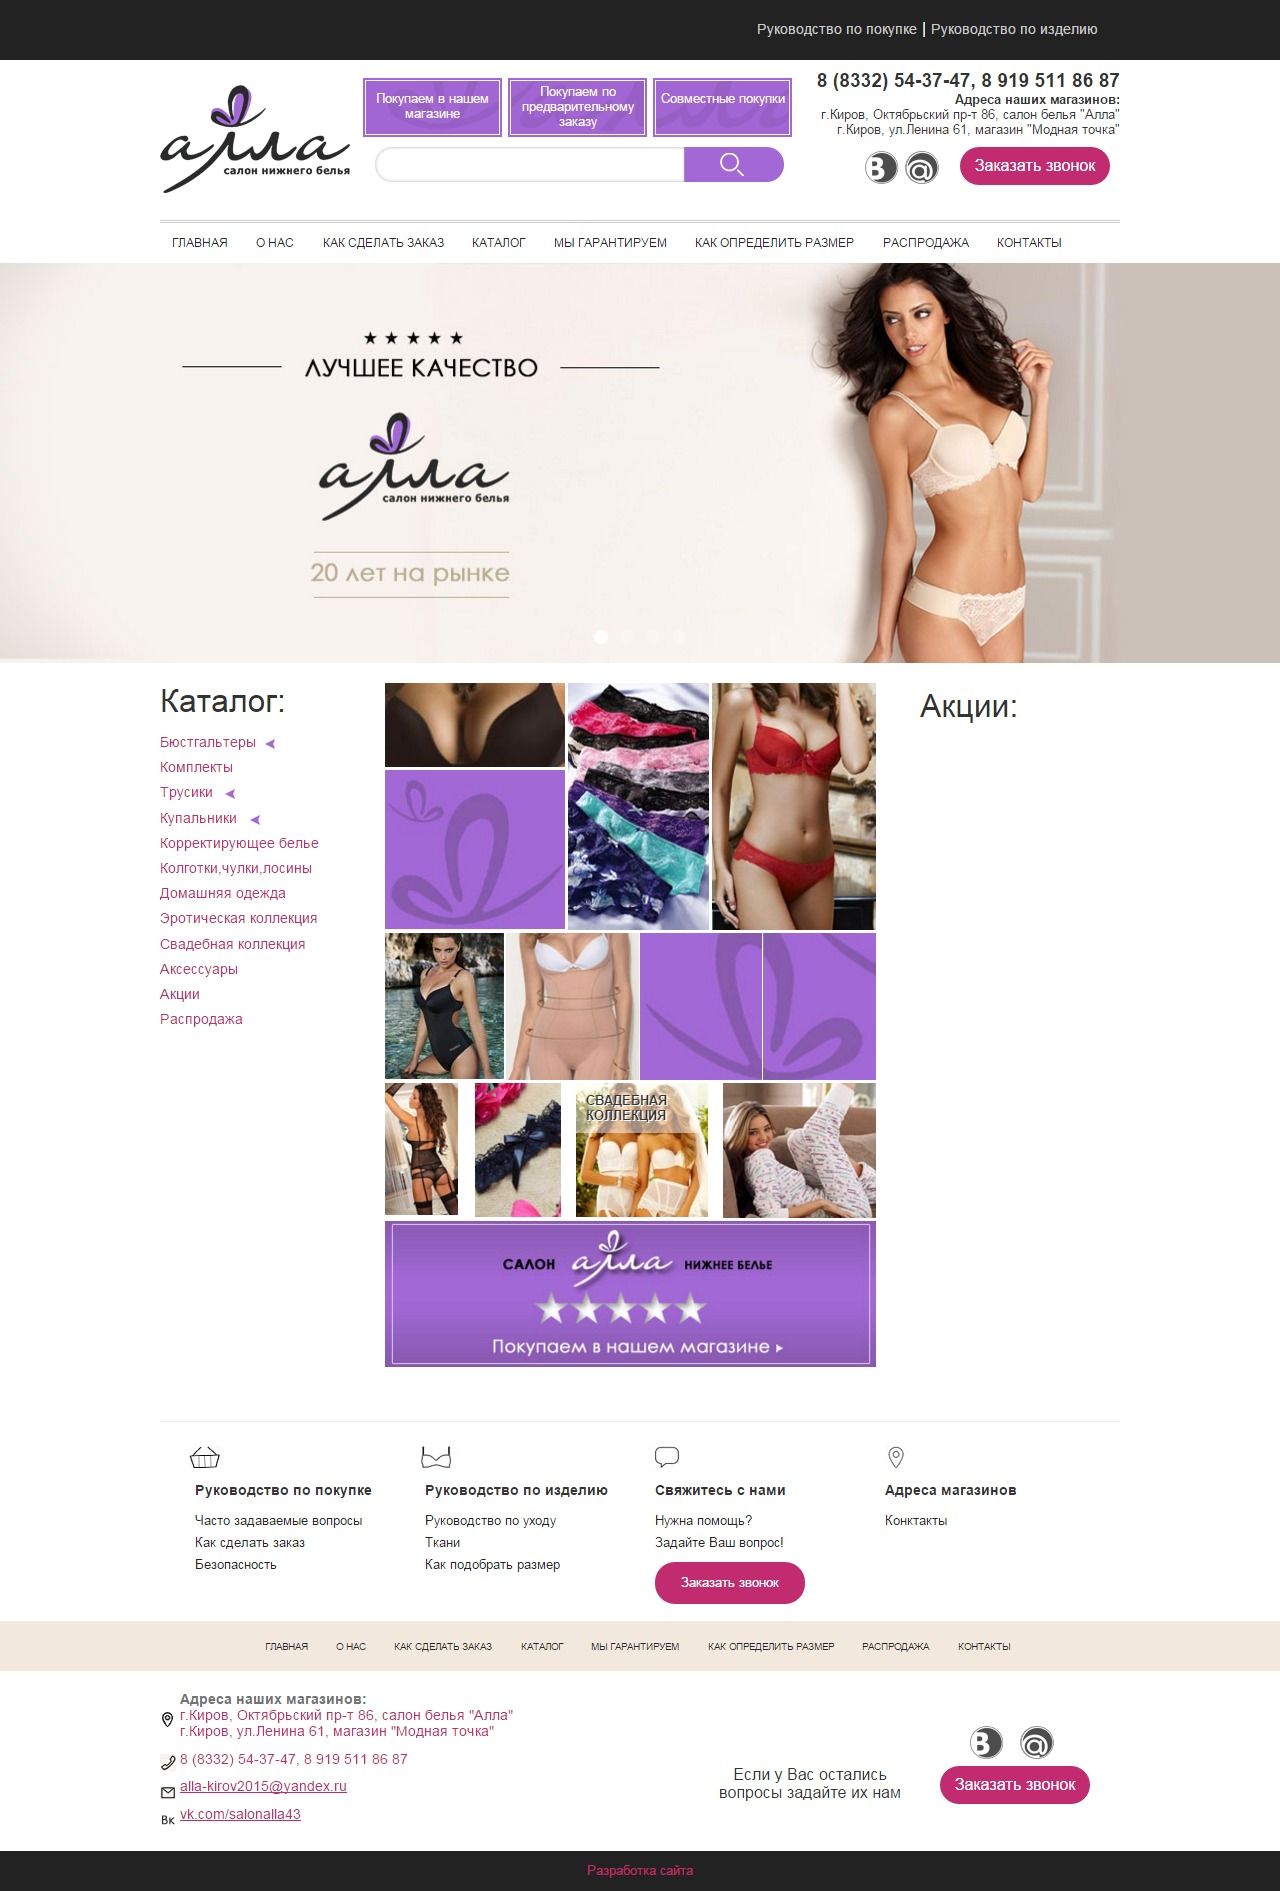 Руководство по покупке | Руководство по изделию
алла
салон нижнего белья
Покупаем в нашем
магазине
Покупаем по
предварительному
заказу
Совместные покупки
8 (8332) 54-37-47, 8 919 511 86 87
Адреса наших магазинов:
г.Киров, Октябрьский пр-т 86, салон белья "Алла"
г.Киров, ул.Ленина 61, магазин "Модная точка"
В @
Заказать звонок
ГЛАВНАЯ О НАС КАК СДЕЛАТЬ ЗАКАЗ КАТАЛОГ МЫ ГАРАНТИРУЕМ КАК ОПРЕДЕЛИТЬ РАЗМЕР РАСПРОДАЖА КОНТАКТЫ
ЛУЧШЕЕ КАЧЕСТВО
алла
салон нижнего белья
20 лет на рынке
Каталог:
Бюстгальтеры
Комплекты
Трусики
Купальники
Корректирующее белье
Колготки,чулки,лосины
Домашняя одежда
Эротическая коллекция
Свадебная коллекция
Аксессуары
Акции
Распродажа
СВАДЕБНАЯ
КОЛЛЕКЦИЯ
САЛОН алла НИЖНЕЕ БЕЛЬЕ
Покупаем в нашем магазине
Акции:
Руководство по покупке
Часто задаваемые вопросы
Как сделать заказ
Безопасность
Руководство по изделию
Руководство по уходу
Ткани
Как подобрать размер
Свяжитесь с нами
Нужна помощь?
Задайте Ваш вопрос!
Заказать звонок
Адреса магазинов
Конктакты
ГЛАВНАЯ О НАС КАК СДЕЛАТЬ ЗАКАЗ КАТАЛОГ МЫ ГАРАНТИРУЕМ КАК ОПРЕДЕЛИТЬ РАЗМЕР РАСПРОДАЖА КОНТАКТЫ
Адреса наших магазинов:
г.Киров, Октябрьский пр-т 86, салон белья "Алла"
г.Киров, ул.Ленина 61, магазин "Модная точка"
8 (8332) 54-37-47, 8 919 511 86 87
alla-kirov2015@yandex.ru
Вк vk.com/salonalla43
Если у Вас остались
вопросы задайте их нам
В @
Заказать звонок
Разработка сайта